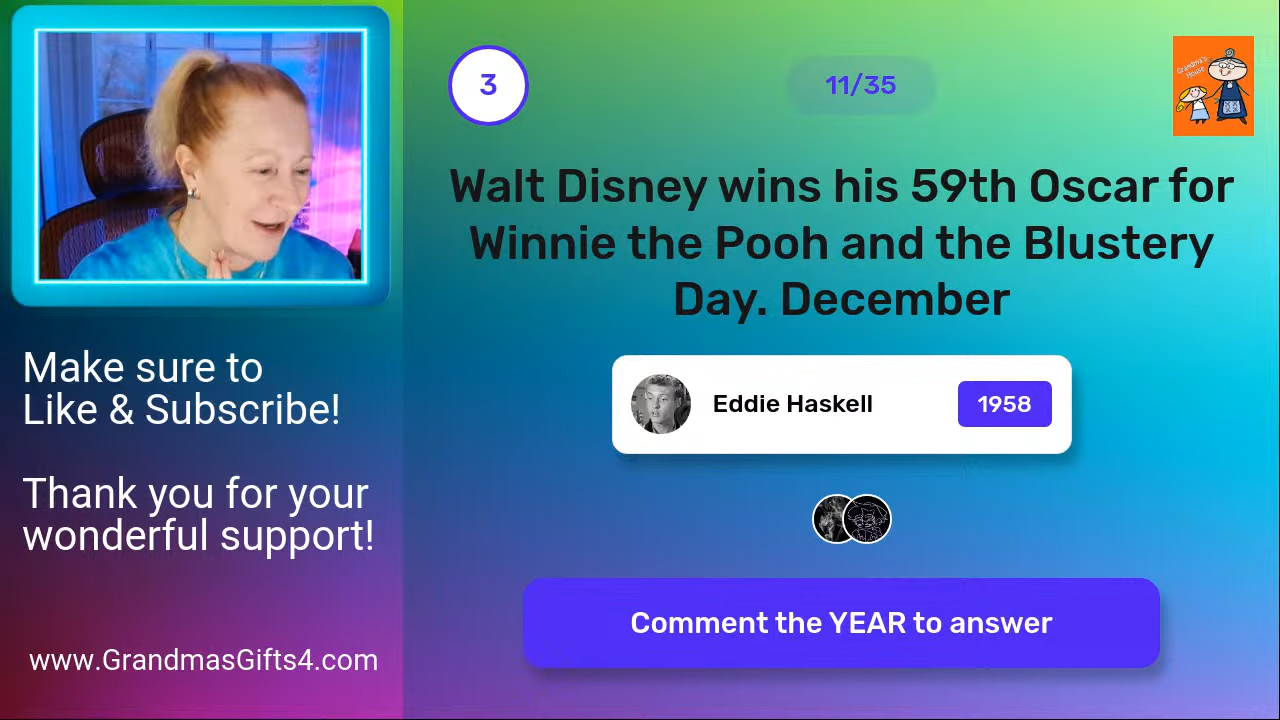 3
11/35
Grandma's
House
Walt Disney wins his 59th Oscar for
Winnie the Pooh and the Blustery
Day. December
Eddie Haskell
1958
Comment the YEAR to answer
Make sure to
Like & Subscribe!
Thank you for your
wonderful support!
www.GrandmasGifts4.com